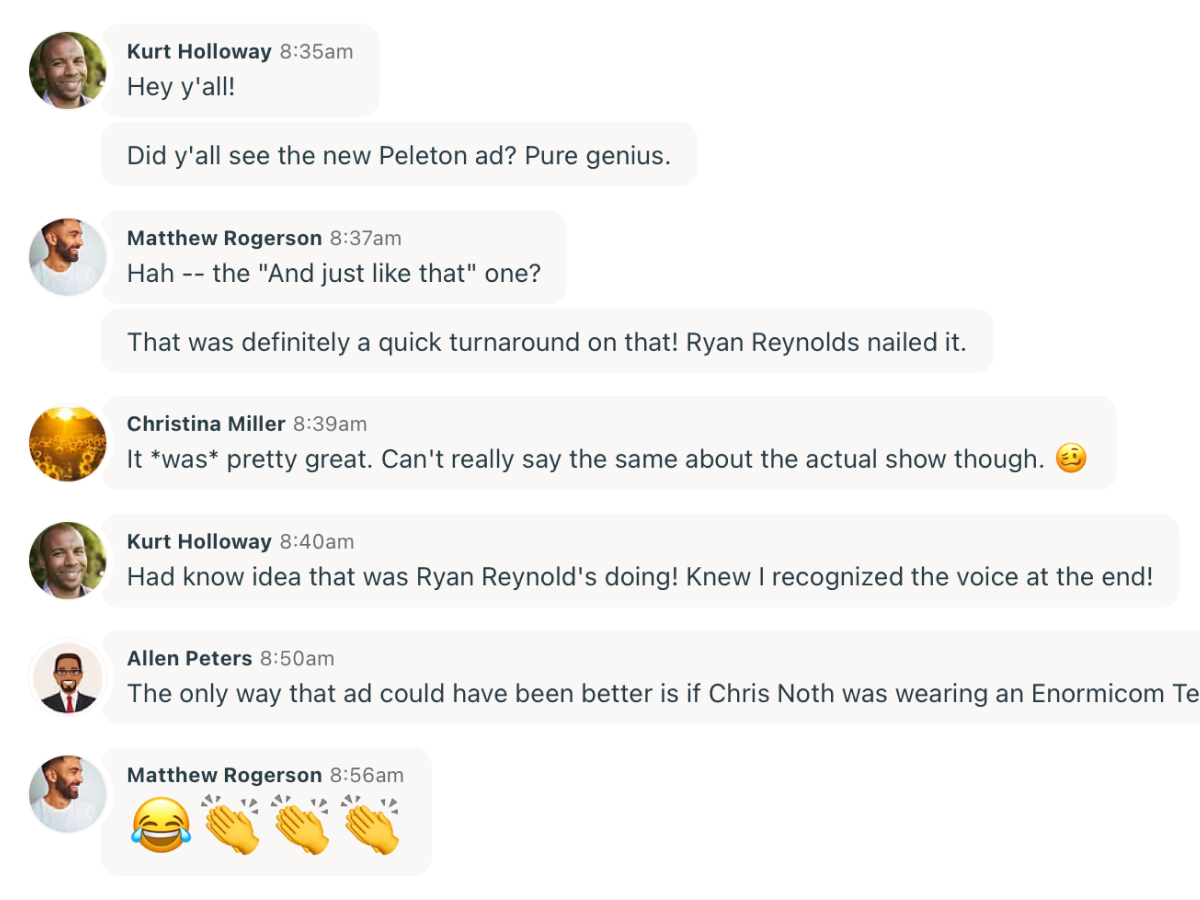 Kurt Holloway 8:35am
Hey y'all!
Did y'all see the new Peleton ad? Pure genius.
Matthew Rogerson 8:37am
Hah -- the "And just like that" one?
That was definitely a quick turnaround on that! Ryan Reynolds nailed it.
Christina Miller 8:39am
It *was* pretty great. Can't really say the same about the actual show though. 🥴
Kurt Holloway 8:40am
Had know idea that was Ryan Reynold's doing! Knew I recognized the voice at the end!
Allen Peters 8:50am
The only way that ad could have been better is if Chris Noth was wearing an Enormicom Te
Matthew Rogerson 8:56am
😂👏👏👏